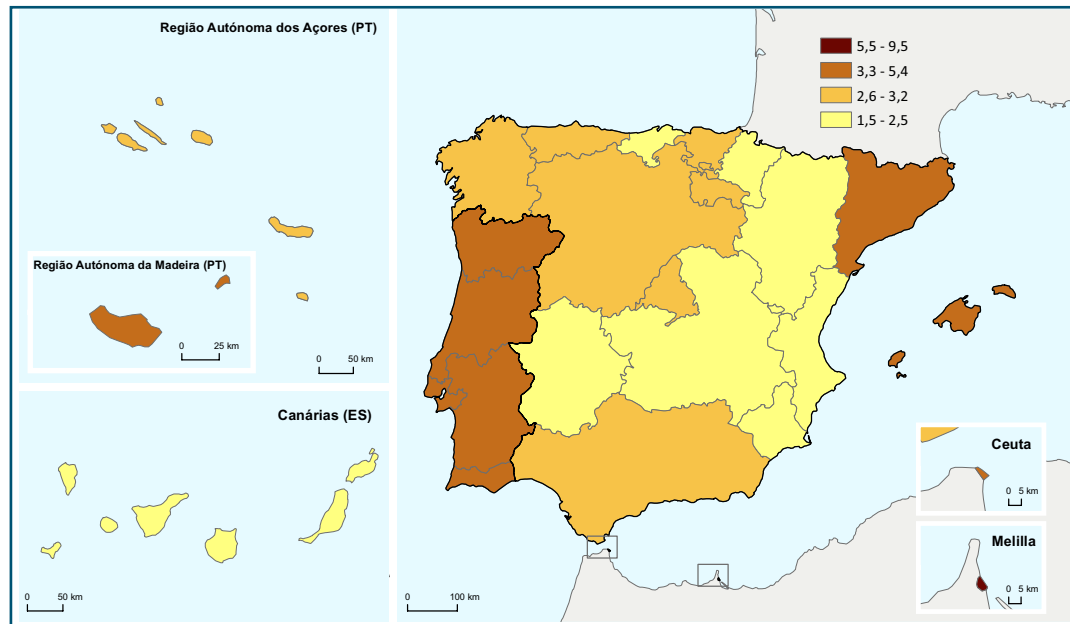 Região Autónoma dos Açores (PT)
5,5 - 9,5
3,3 - 5,4
2,6 - 3,2
1,5 - 2,5
Região Autónoma da Madeira (PT)
0 25 km
0 50 km
Canárias (ES)
0 50 km
0 100 km
Ceuta
0 5 km
Melilla
0 5 km